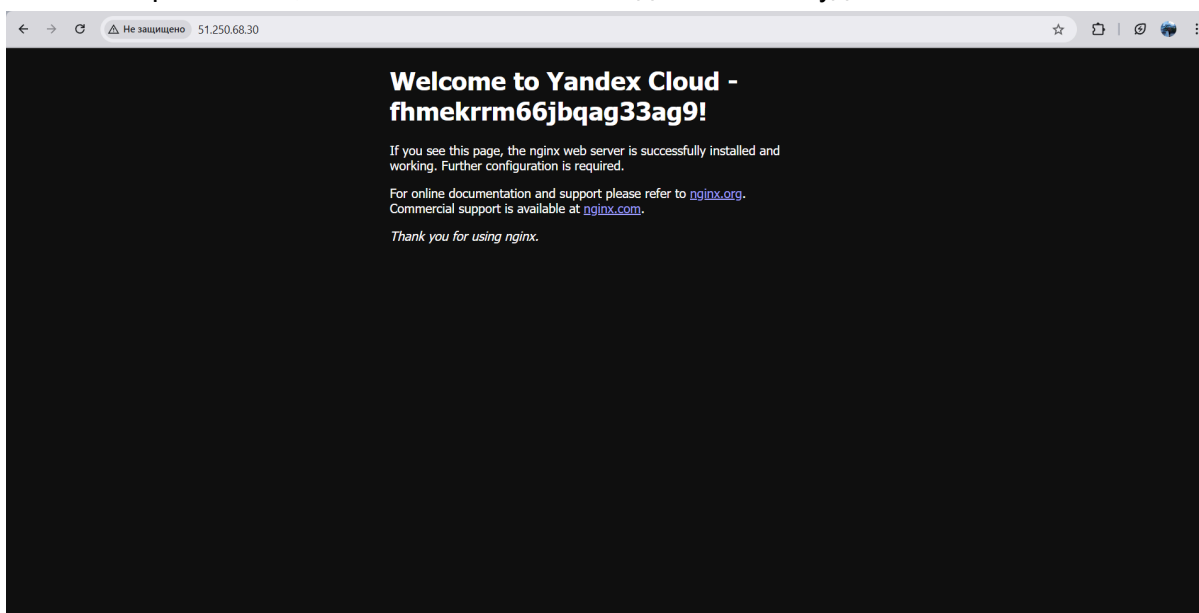 Не защищено 51.250.68.30
Welcome to Yandex Cloud -
fhmekrrm66jbqag33ag9!
If you see this page, the nginx web server is successfully installed and
working. Further configuration is required.
For online documentation and support please refer to nginx.org.
Commercial support is available at nginx.com.
Thank you for using nginx.